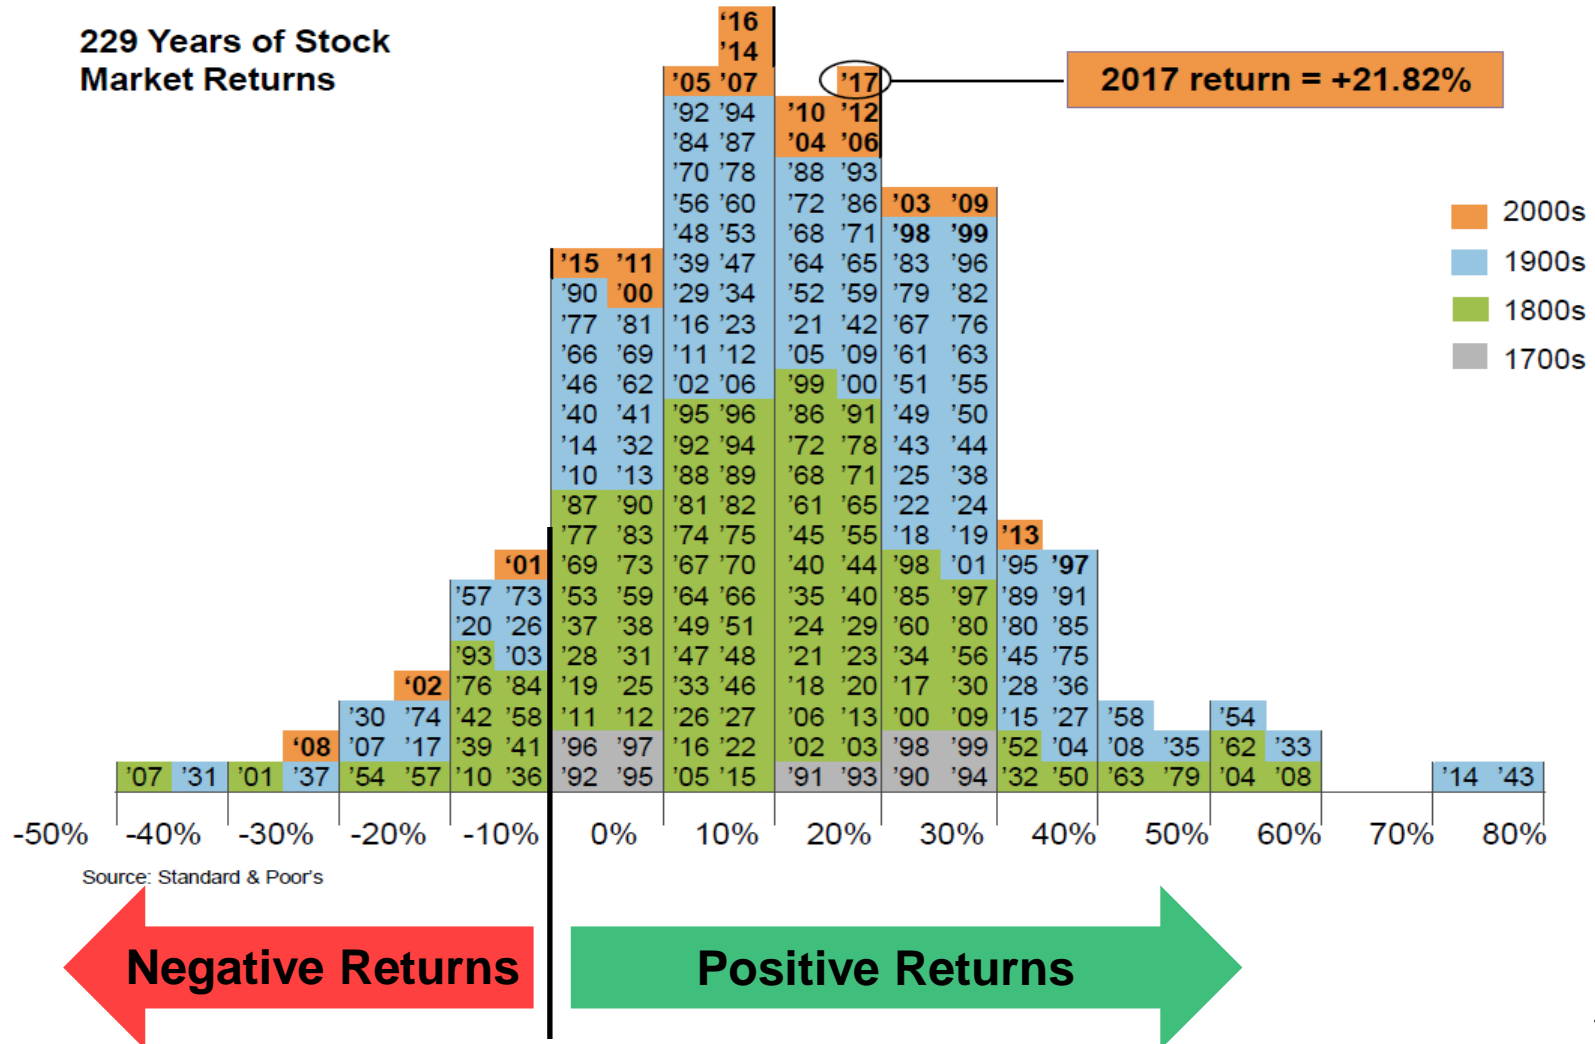 229 Years of Stock
Market Returns
‘16
‘14
’05 ’07 ’17
2017 return = +21.82%
’92 ’94 ’10 ’12
’84 ’87 ’04 ’06
’70 ’78 ’88 ’93
’56 ’60 ’72 ’86 ’03 ’09
’48 ’53 ’68 ’71 ’98 ’99
’15 ’11 ’39 ’47 ’64 ’65 ’83 ’96
’90 ’00 ’29 ’34 ’52 ’59 ’79 ’82
’77 ’81 ’16 ’23 ’21 ’42 ’67 ’76
’66 ’69 ’11 ’12 ’05 ’09 ’61 ’63
’46 ’62 ’02 ’06 ’99 ’00 ’51 ’55
’40 ’41 ’95 ’96 ’86 ’91 ’49 ’50
’14 ’32 ’92 ’94 ’72 ’78 ’43 ’44
’10 ’13 ’88 ’89 ’68 ’71 ’25 ’38
’87 ’90 ’81 ’82 ’61 ’65 ’22 ’24
’77 ’83 ’74 ’75 ’45 ’55 ’18 ’19 ’13
‘01 ’69 ’73 ’67 ’70 ’40 ’44 ’98 ’01 ’95 ’97
’57 ’73 ’53 ’59 ’64 ’66 ’35 ’40 ’85 ’97 ’89 ’91
’20 ’26 ’37 ’38 ’49 ’51 ’24 ’29 ’60 ’80 ’80 ’85
’93 ’03 ’28 ’31 ’47 ’48 ’21 ’23 ’34 ’56 ’45 ’75
‘02 ’76 ’84 ’19 ’25 ’33 ’46 ’18 ’20 ’17 ’30 ’28 ’36
’30 ’74 ’42 ’58 ’11 ’12 ’26 ’27 ’06 ’13 ’00 ’09 ’15 ’27 ’58 ’54
‘08 ’07 ’17 ’39 ’41 ’96 ’97 ’16 ’22 ’02 ’03 ’98 ’99 ’52 ’04 ’08 ’35 ’62 ’33
’07 ’31 ’01 ’37 ’54 ’57 ’10 ’36 ’92 ’95 ’05 ’15 ’91 ’93 ’90 ’94 ’32 ’50 ’63 ’79 ’04 ’08 ’14 ’43
2000s
1900s
1800s
1700s
-50% -40% -30% -20% -10% 0% 10% 20% 30% 40% 50% 60% 70% 80%
Source: Standard & Poor's
Negative Returns
Positive Returns